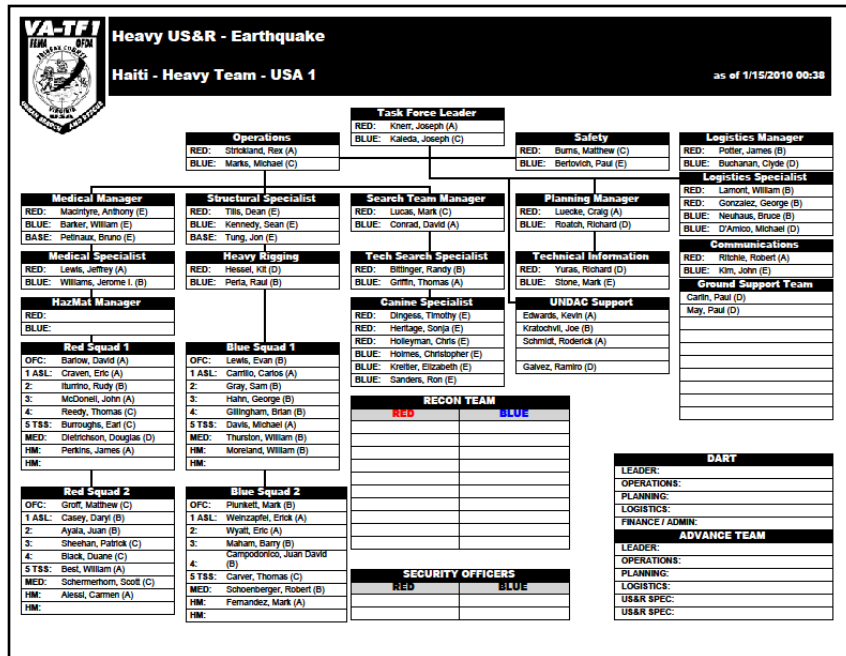 VA-TF1
FEMA OFDA
FAIRFAX COUNTY
VIRGINIA
U.S.A.
URBAN SEARCH AND RESCUE
Heavy US&R - Earthquake
Haiti - Heavy Team - USA 1
as of 1/15/2010 00:38
Task Force Leader
RED: Knerr, Joseph (A)
BLUE: Kaleda, Joseph (C)
Operations
RED: Strickland, Rex (A)
BLUE: Marks, Michael (C)
Safety
RED: Burns, Matthew (C)
BLUE: Bertovich, Paul (E)
Logistics Manager
RED: Potter, James (B)
BLUE: Buchanan, Clyde (D)
Logistics Specialist
RED: Lamont, William (B)
RED: Gonzalez, George (B)
BLUE: Neuhaus, Bruce (B)
BLUE: D'Amico, Michael (D)
Communications
RED: Ritchie, Robert (A)
BLUE: Kim, John (E)
Ground Support Team
Carlin, Paul (D)
May, Paul (D)
Medical Manager
RED: Macintyre, Anthony (E)
BLUE: Barker, William (E)
BASE: Petinaux, Bruno (E)
Medical Specialist
RED: Lewis, Jeffrey (A)
BLUE: Williams, Jerome I. (B)
HazMat Manager
RED:
BLUE:
Structural Specialist
RED: Tills, Dean (E)
BLUE: Kennedy, Sean (E)
BASE: Tung, Jon (E)
Heavy Rigging
RED: Hessel, Kit (D)
BLUE: Perla, Raul (B)
Search Team Manager
RED: Lucas, Mark (C)
BLUE: Conrad, David (A)
Tech Search Specialist
RED: Bittinger, Randy (B)
BLUE: Griffin, Thomas (A)
Canine Specialist
RED: Dingess, Timothy (E)
RED: Heritage, Sonja (E)
RED: Holleyman, Chris (E)
BLUE: Holmes, Christopher (E)
BLUE: Kreitler, Elizabeth (E)
BLUE: Sanders, Ron (E)
Planning Manager
RED: Luecke, Craig (A)
BLUE: Roatch, Richard (D)
Technical Information
RED: Yuras, Richard (D)
BLUE: Stone, Mark (E)
UNDAC Support
Edwards, Kevin (A)
Kratochvil, Joe (B)
Schmidt, Roderick (A)
Galvez, Ramiro (D)
Red Squad 1
OFC: Barlow, David (A)
1 ASL: Craven, Eric (A)
2: Iturrino, Rudy (B)
3: McDonell, John (A)
4: Reedy, Thomas (C)
5 TSS: Burroughs, Earl (C)
MED: Dietrichson, Douglas (D)
HM: Perkins, James (A)
HM:
Blue Squad 1
OFC: Lewis, Evan (B)
1 ASL: Carrillo, Carlos (A)
2: Gray, Sam (B)
3: Hahn, George (B)
4: Gillingham, Brian (B)
5 TSS: Davis, Michael (A)
MED: Thurston, William (B)
HM: Moreland, William (B)
HM:
Red Squad 2
OFC: Groff, Matthew (C)
1 ASL: Casey, Daryl (B)
2: Ayala, Juan (B)
3: Sheehan, Patrick (C)
4: Black, Duane (C)
5 TSS: Best, William (A)
MED: Schermerhorn, Scott (C)
HM: Alessi, Carmen (A)
HM:
Blue Squad 2
OFC: Plunkett, Mark (B)
1 ASL: Weinzapfel, Erick (A)
2: Wyatt, Eric (A)
3: Maham, Barry (B)
4: Campodonico, Juan David
(B)
5 TSS: Carver, Thomas (C)
MED: Schoenberger, Robert (B)
HM: Fernandez, Mark (A)
HM:
RECON TEAM
RED BLUE
SECURITY OFFICERS
RED BLUE
DART
LEADER:
OPERATIONS:
PLANNING:
LOGISTICS:
FINANCE / ADMIN:
ADVANCE TEAM
LEADER:
OPERATIONS:
PLANNING:
LOGISTICS:
US&R SPEC:
US&R SPEC: